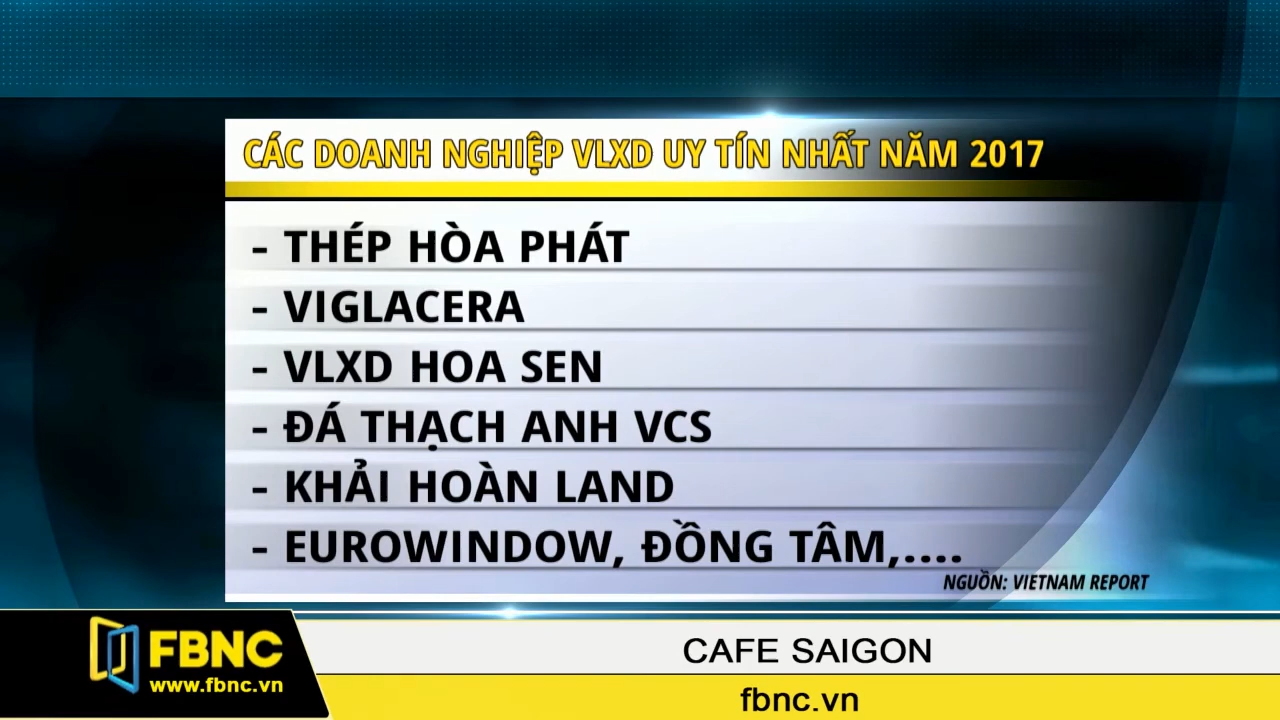 CÁC DOANH NGHIỆP VLXD UY TÍN NHẤT NĂM 2017
- THÉP HÒA PHÁT
- VIGLACERA
- VLXD HOA SEN
- ĐÁ THẠCH ANH VCS
- KHẢI HOÀN LAND
- EUROWINDOW, ĐỒNG TÂM,....
NGUỒN: VIETNAM REPORT
FBNC
www.fbnc.vn
CAFE SAIGON
fbnc.vn